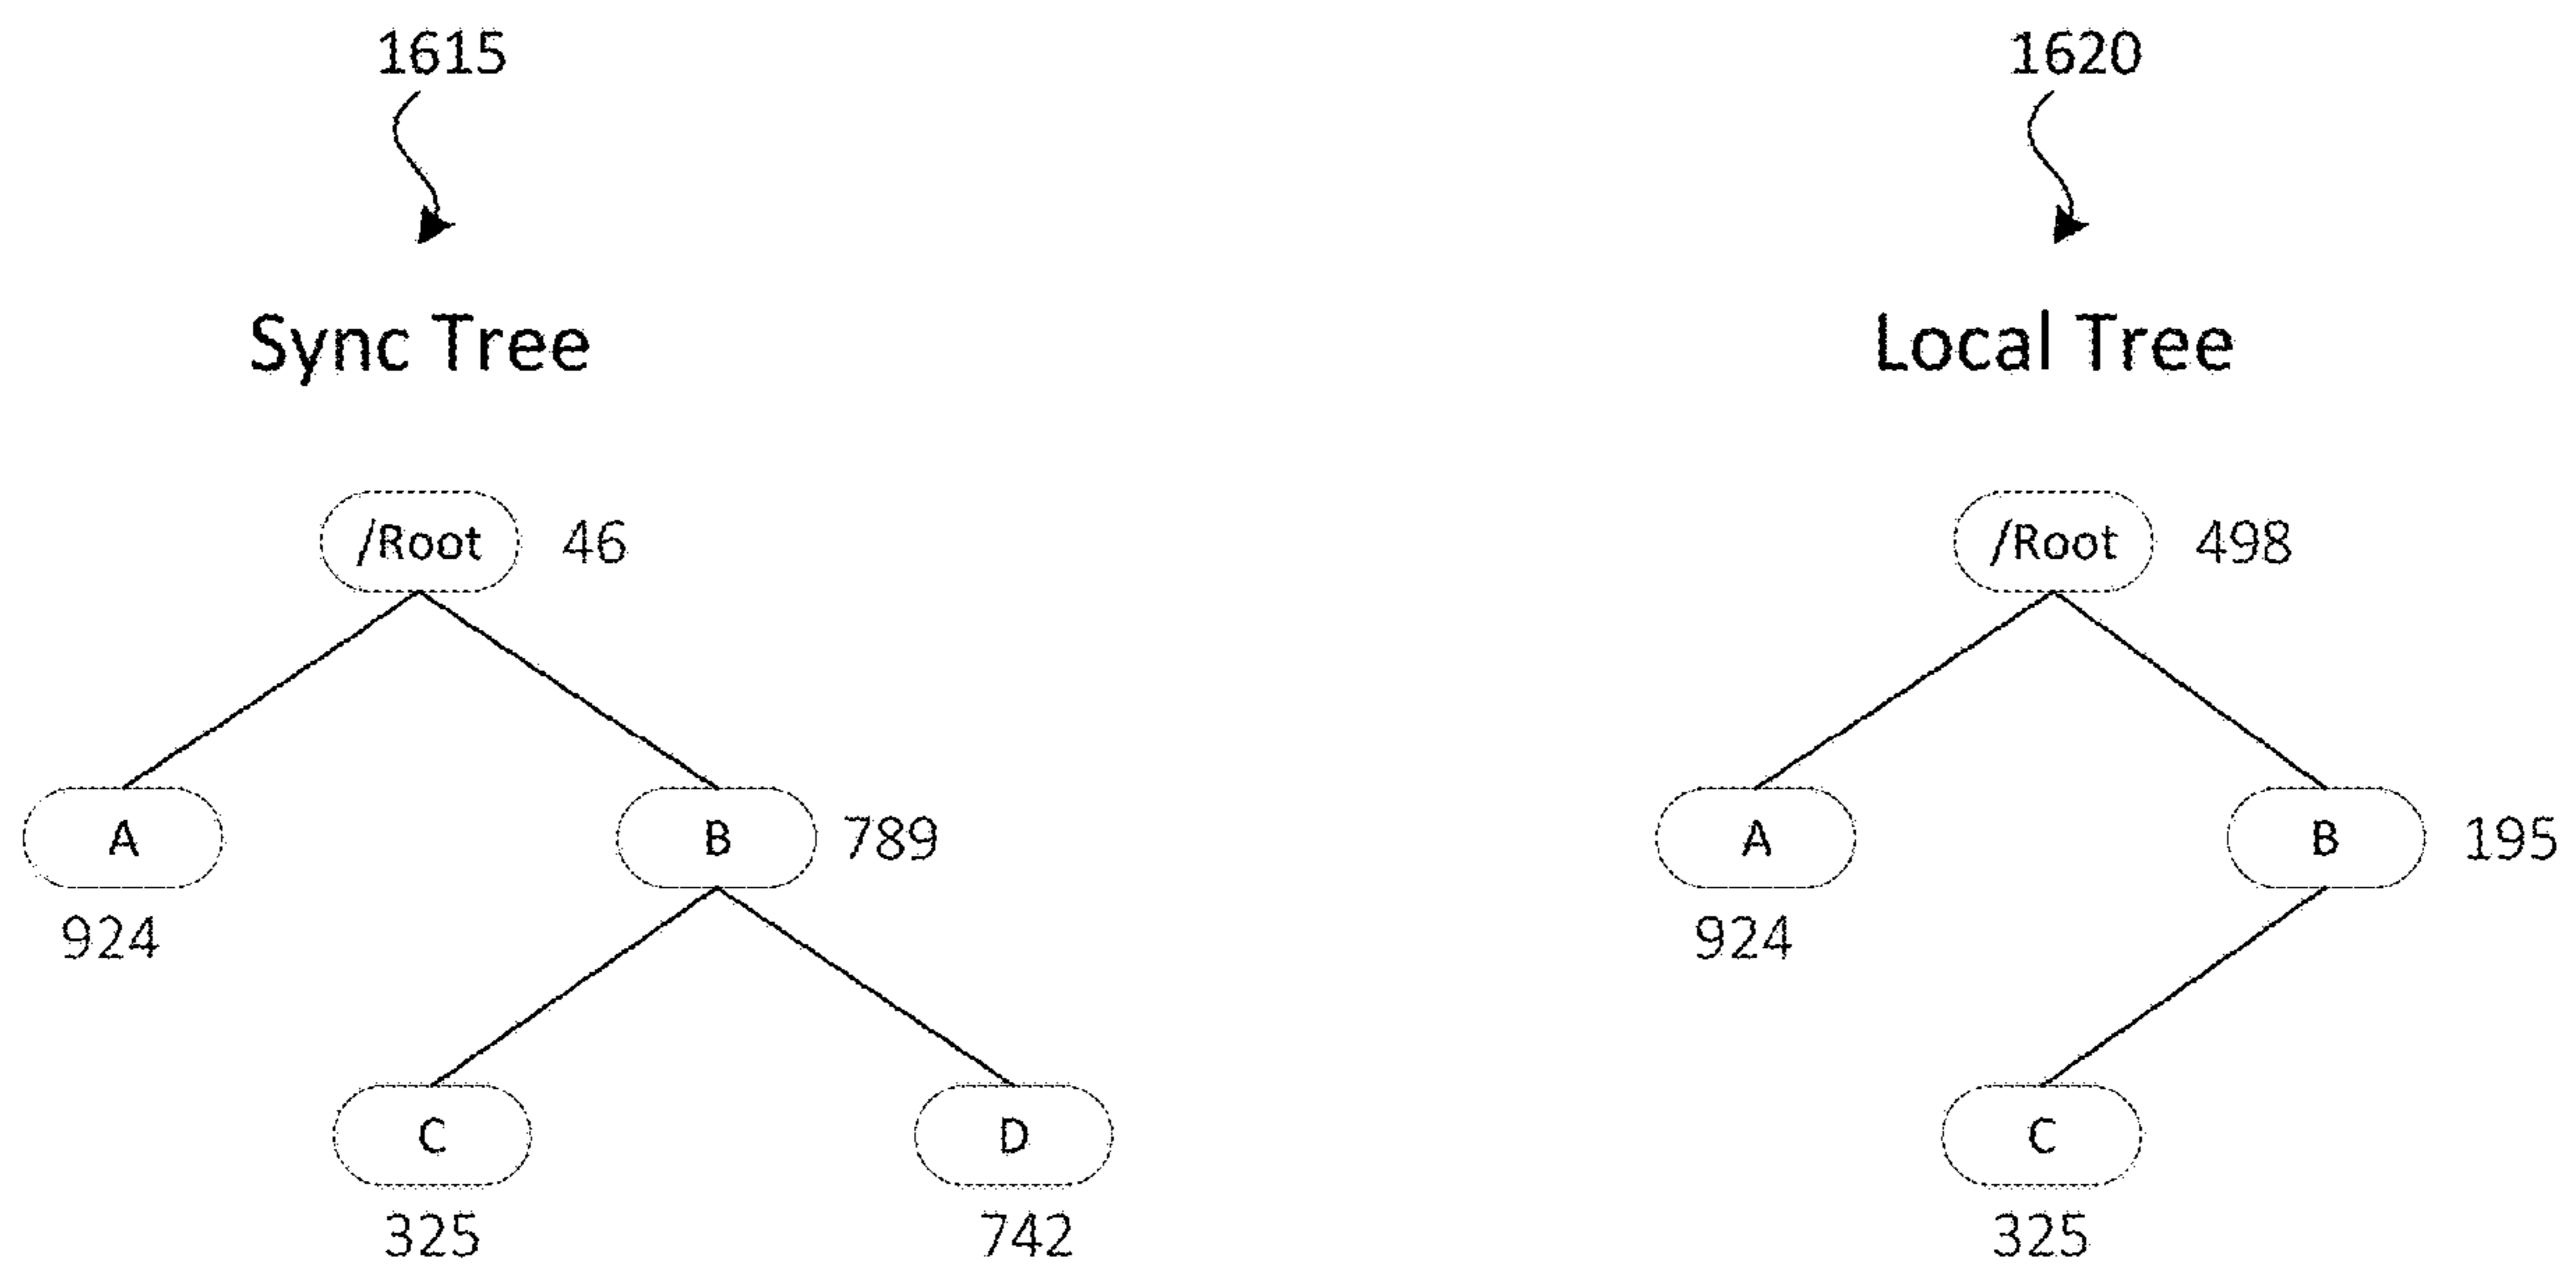 1615
1620
Sync Tree
Local Tree
/Root 46
/Root 498
A
B 789
A
B 195
924
924
C
D
C
325
742
325